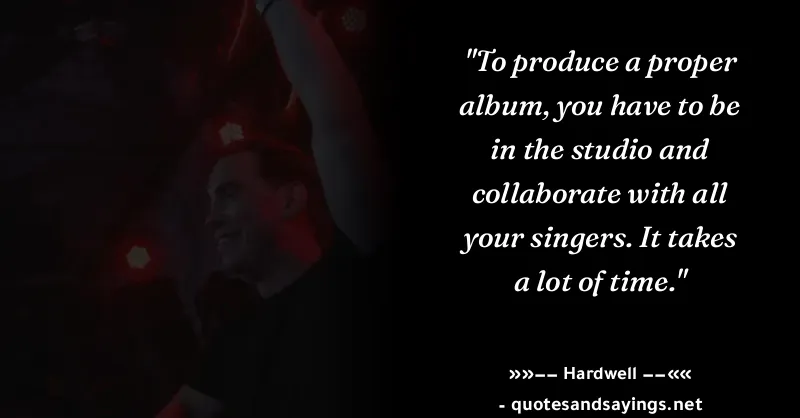 "To produce a proper
album, you have to be
in the studio and
collaborate with all
your singers. It takes
a lot of time."
»»−− Hardwell −−««
- quotesandsayings.net